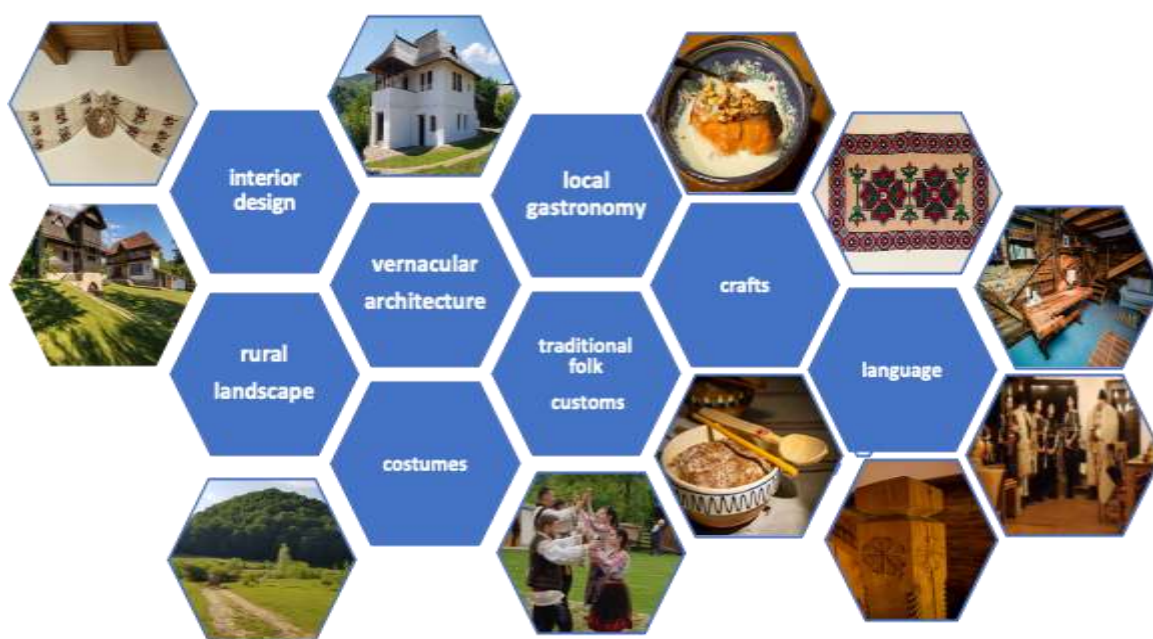 interior
design
local
gastronomy
vernacular
architecture
crafts
rural
landscape
traditional
folk
customs
language
costumes